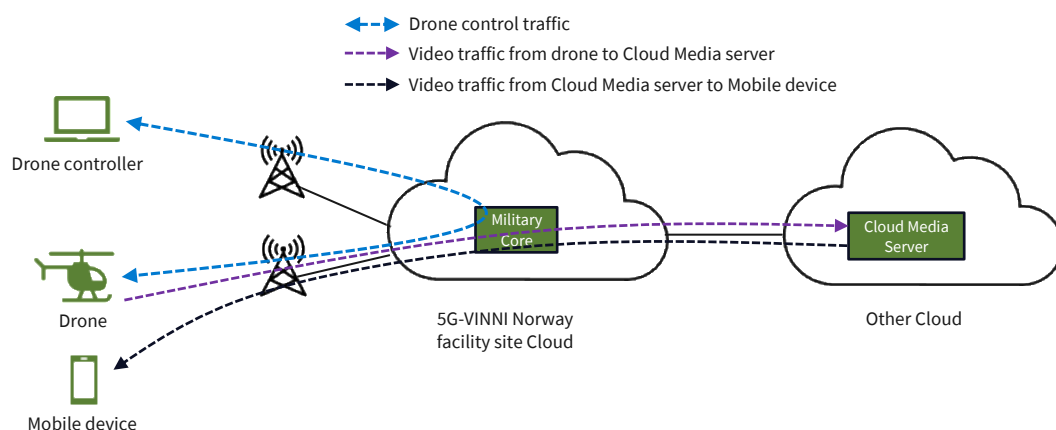 Drone control traffic
Video traffic from drone to Cloud Media server
Video traffic from Cloud Media server to Mobile device
Drone controller
Military
Core
Cloud Media
Server
Drone
5G-VINNI Norway
facility site Cloud
Other Cloud
Mobile device